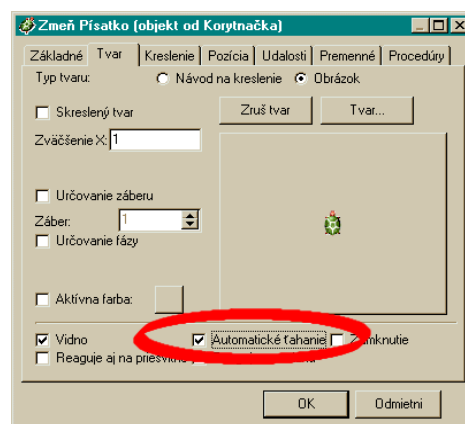 Zmeň Písatko (objekt od Korytnačka)
Základné Tvar Kreslenie Pozícia Udalosti Premenné Procedúry
Typ tvaru: Návod na kreslenie Obrázok
Skreslený tvar Zruš tvar Tvar...
Zväčšenie X: 1
Určovanie záberu
Záber: 1
Určovanie fázy
Aktívna farba:
Vidno Automatické ťahanie
Reaguje aj na
OK Odmietni